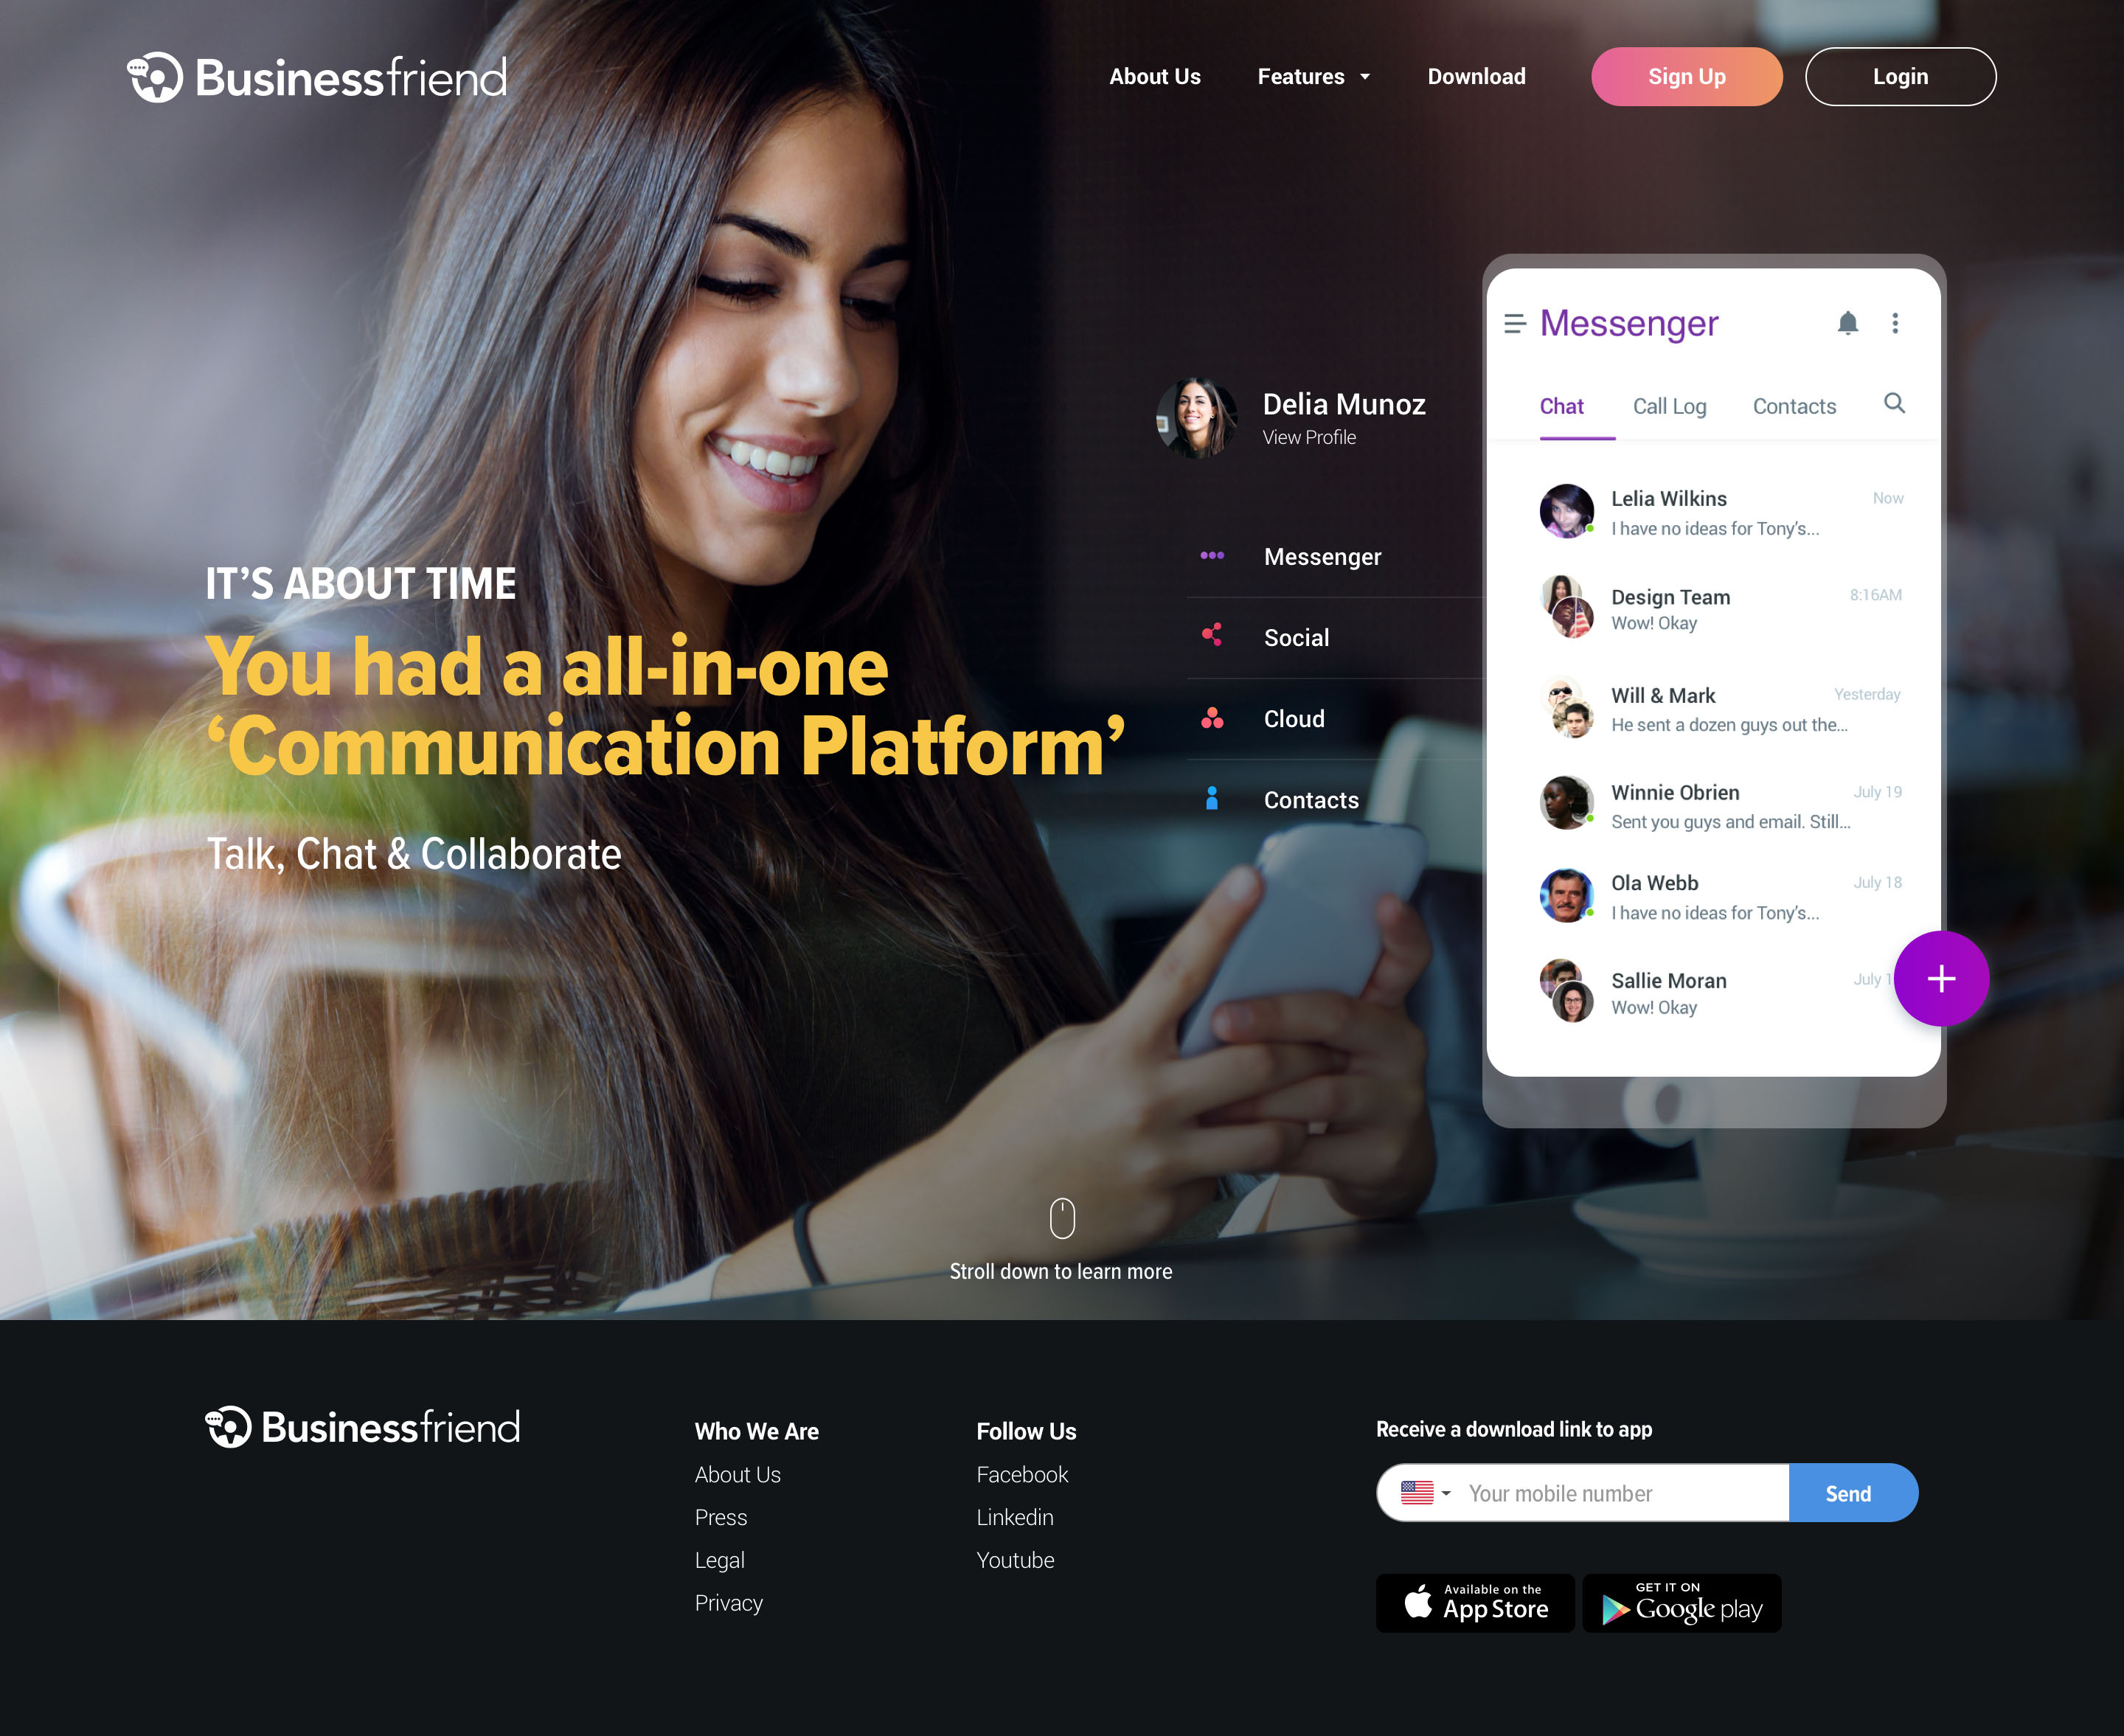 Businessfriend
About Us
Features
Download
Sign Up
Login
IT’S ABOUT TIME
You had a all-in-one
‘Communication Platform’
Talk, Chat & Collaborate
Delia Munoz
View Profile
Messenger
Social
Cloud
Contacts
Messenger
Chat
Call Log
Contacts
Lelia Wilkins
Now
I have no ideas for Tony’s...
Design Team
8:16AM
Wow! Okay
Will & Mark
Yesterday
He sent a dozen guys out the...
Winnie Obrien
July 19
Sent you guys and email. Still...
Ola Webb
July 18
I have no ideas for Tony’s...
Sallie Moran
July
Wow! Okay
Stroll down to learn more
Businessfriend
Who We Are
About Us
Press
Legal
Privacy
Follow Us
Facebook
Linkedin
Youtube
Receive a download link to app
Your mobile number
Send
Available on the
App Store
GET IT ON
Google play